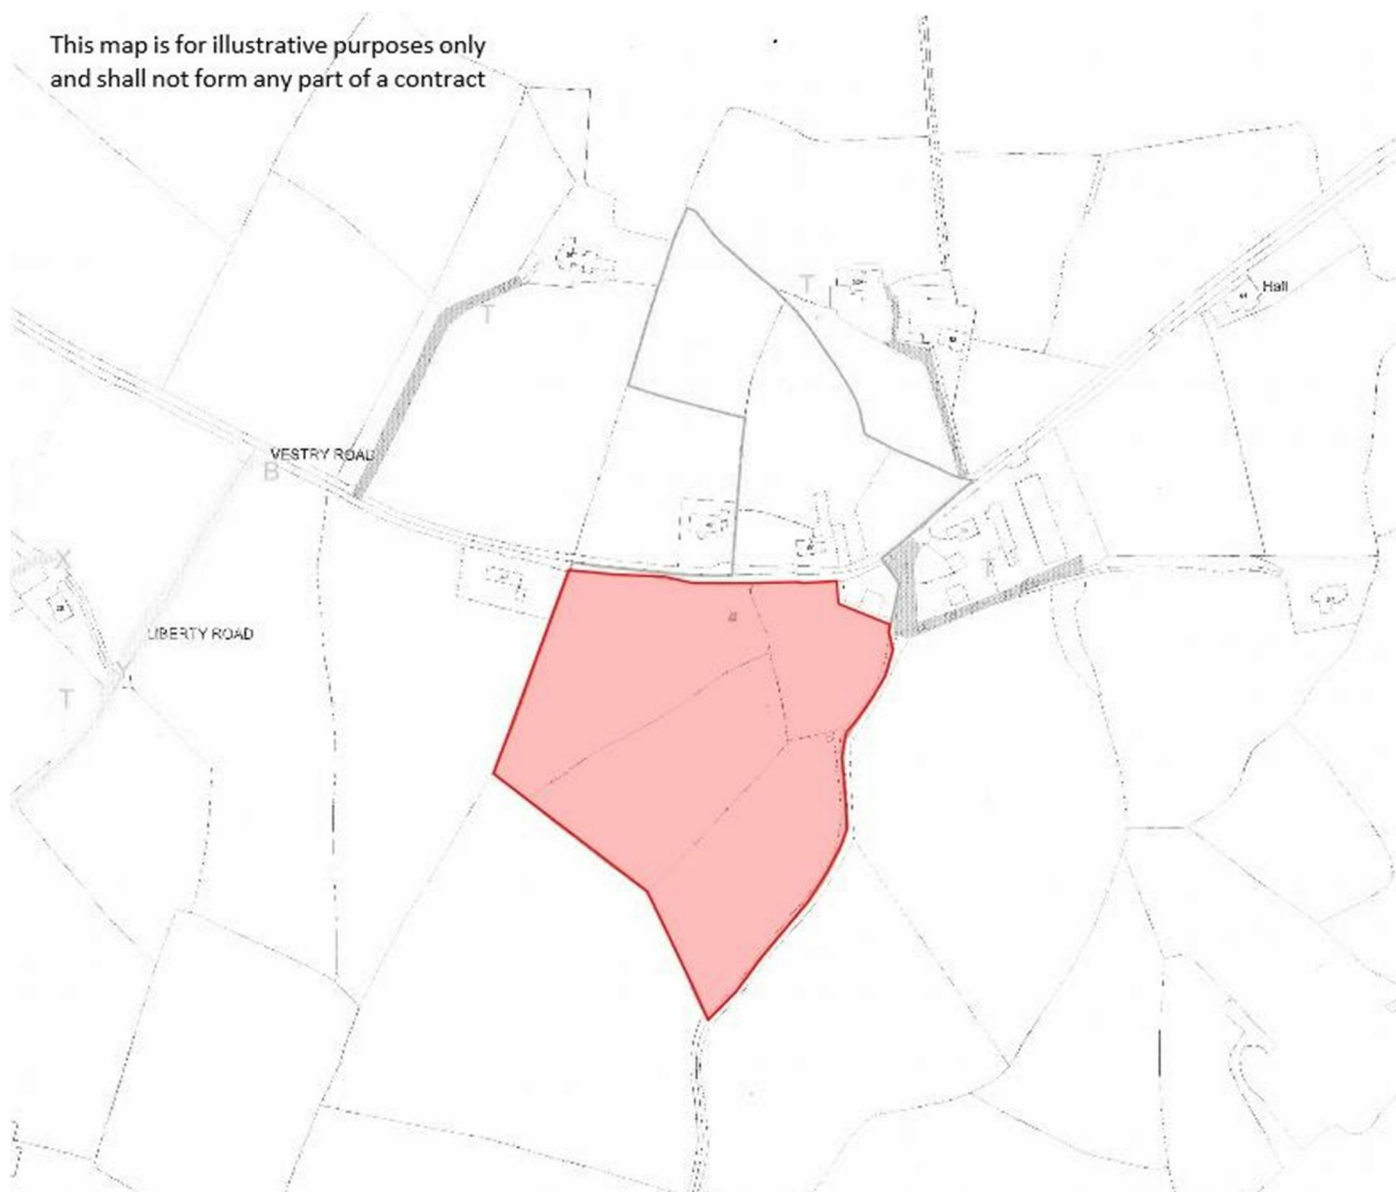 This map is for illustrative purposes only
and shall not form any part of a contract
T
Hall
T
VESTRY ROAD
B
X
T
LIBERTY ROAD
Y
T